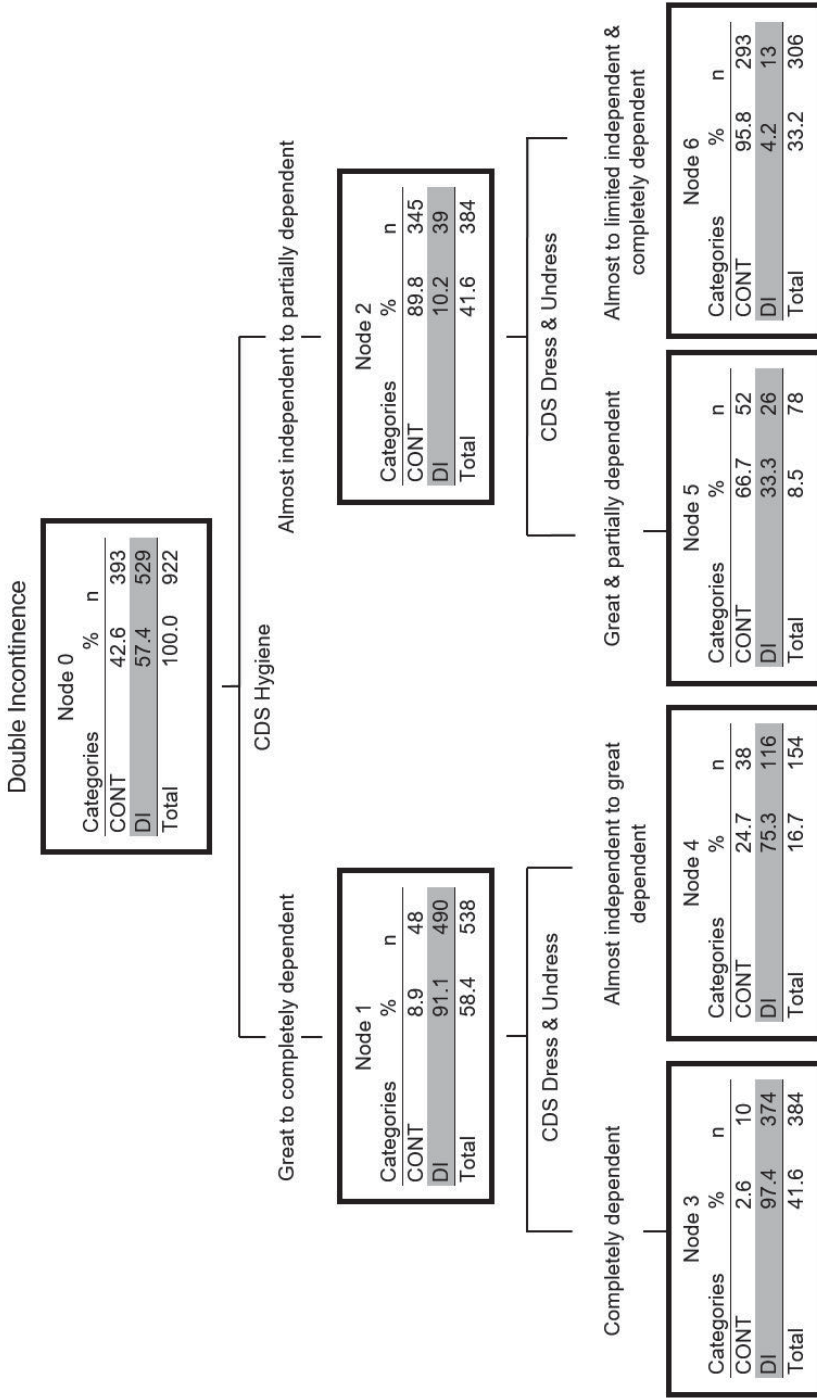 Double Incontinence
Node 0
Categories % n
CONT 42.6 393
DI 57.4 529
Total 100.0 922
CDS Hygiene
Great to completely dependent
Almost independent to partially dependent
Node 1
Categories % n
CONT 8.9 48
DI 91.1 490
Total 58.4 538
Node 2
Categories % n
CONT 89.8 345
DI 10.2 39
Total 41.6 384
CDS Dress & Undress
CDS Dress & Undress
Completely dependent
Almost independent to great
dependent
Great & partially dependent
Almost to limited independent &
completely dependent
Node 3
Categories % n
CONT 2.6 10
DI 97.4 374
Total 41.6 384
Node 4
Categories % n
CONT 24.7 38
DI 75.3 116
Total 16.7 154
Node 5
Categories % n
CONT 66.7 52
DI 33.3 26
Total 8.5 78
Node 6
Categories % n
CONT 95.8 293
DI 4.2 13
Total 33.2 306